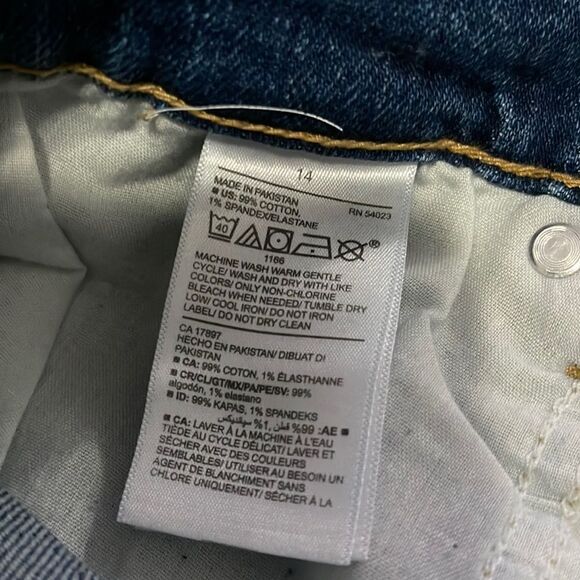 14
MADE IN PAKISTAN
■ US: 99% COTTON, RN 54023
1% SPANDEX/ELASTANE
40
®
1166
MACHINE WASH WARM GENTLE
CYCLE/ WASH AND DRY WITH LIKE
COLORS/ ONLY NON-CHLORINE
BLEACH WHEN NEEDED/ TUMBLE DRY
LOW/ COOL IRON/ DO NOT IRON
LABEL/ DO NOT DRY CLEAN
CA 17897
HECHO EN PAKISTAN/ DIBUAT DI
PAKISTAN
■ CA: 99% COTON, 1% ÉLASTHANNE
■ CR/CL/GT/MX/PA/PE/SV: 99%
algodón, 1% elastano
■ ID: 99% KAPAS, 1% SPANDEKS
■ AE: 99% قطن, 1% سباندیکس
■ CA: LAVER À LA MACHINE À L'EAU
TIÈDE AU CYCLE DÉLICAT/ LAVER ET
SÉCHER AVEC DES COULEURS
SEMBLABLES/ UTILISER AU BESOIN UN
AGENT DE BLANCHIMENT SANS
CHLORE UNIQUEMENT/ SÉCHER À LA